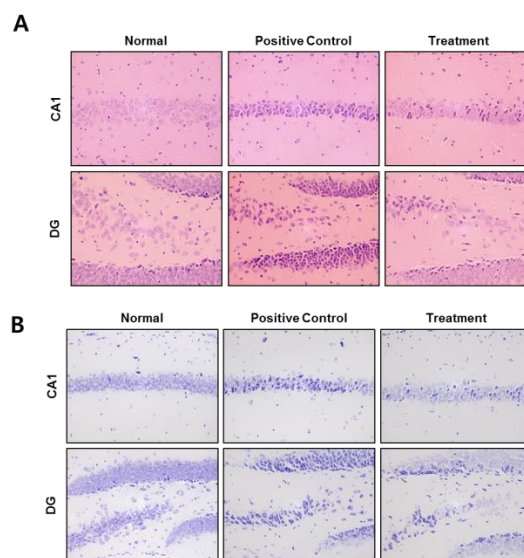 A
Normal Positive Control Treatment
CA1
DG
B
Normal Positive Control Treatment
CA1
DG